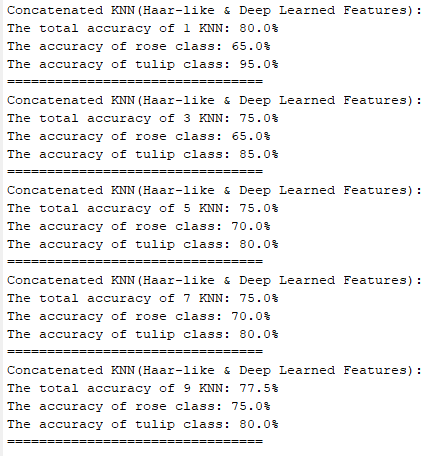 Concatenated KNN(Haar-like & Deep Learned Features):
The total accuracy of 1 KNN: 80.0%
The accuracy of rose class: 65.0%
The accuracy of tulip class: 95.0%
================================
Concatenated KNN(Haar-like & Deep Learned Features):
The total accuracy of 3 KNN: 75.0%
The accuracy of rose class: 65.0%
The accuracy of tulip class: 85.0%
================================
Concatenated KNN(Haar-like & Deep Learned Features):
The total accuracy of 5 KNN: 75.0%
The accuracy of rose class: 70.0%
The accuracy of tulip class: 80.0%
================================
Concatenated KNN(Haar-like & Deep Learned Features):
The total accuracy of 7 KNN: 75.0%
The accuracy of rose class: 70.0%
The accuracy of tulip class: 80.0%
================================
Concatenated KNN(Haar-like & Deep Learned Features):
The total accuracy of 9 KNN: 77.5%
The accuracy of rose class: 75.0%
The accuracy of tulip class: 80.0%
================================